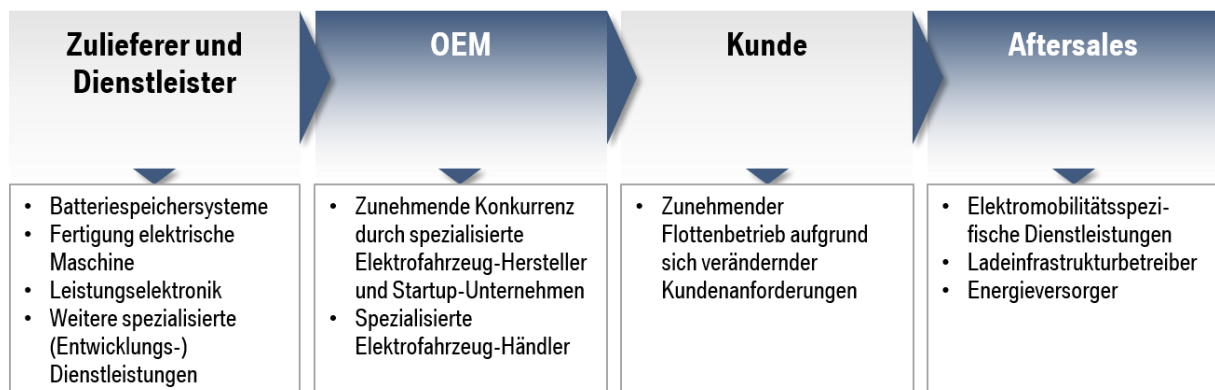 Zulieferer und
Dienstleister
OEM
Kunde
Aftersales
• Batteriespeichersysteme
• Fertigung elektrische
Maschine
• Leistungselektronik
• Weitere spezialisierte
(Entwicklungs-)
Dienstleistungen
• Zunehmende Konkurrenz
durch spezialisierte
Elektrofahrzeug-Hersteller
und Startup-Unternehmen
• Spezialisierte
Elektrofahrzeug-Händler
• Zunehmender
Flottenbetrieb aufgrund
sich verändernder
Kundenanforderungen
• Elektromobilitätsspezi-
fische Dienstleistungen
• Ladeinfrastrukturbetreiber
• Energieversorger